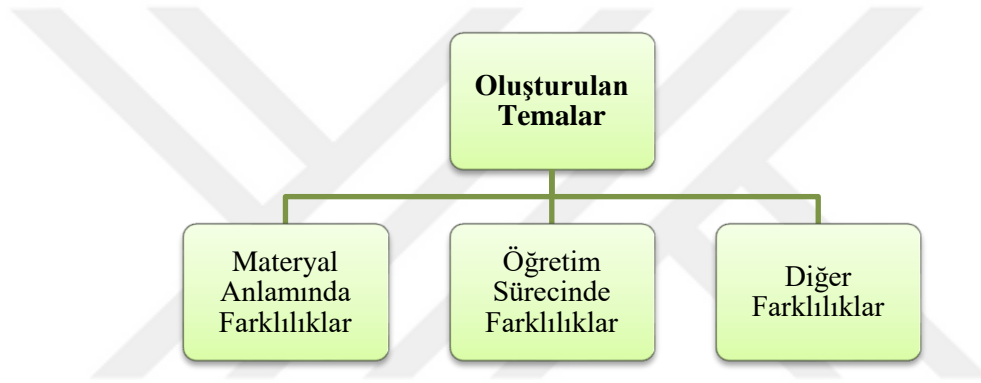 Oluşturulan
Temalar
Materyal
Anlamında
Farklılıklar
Öğretim
Sürecinde
Farklılıklar
Diğer
Farklılıklar